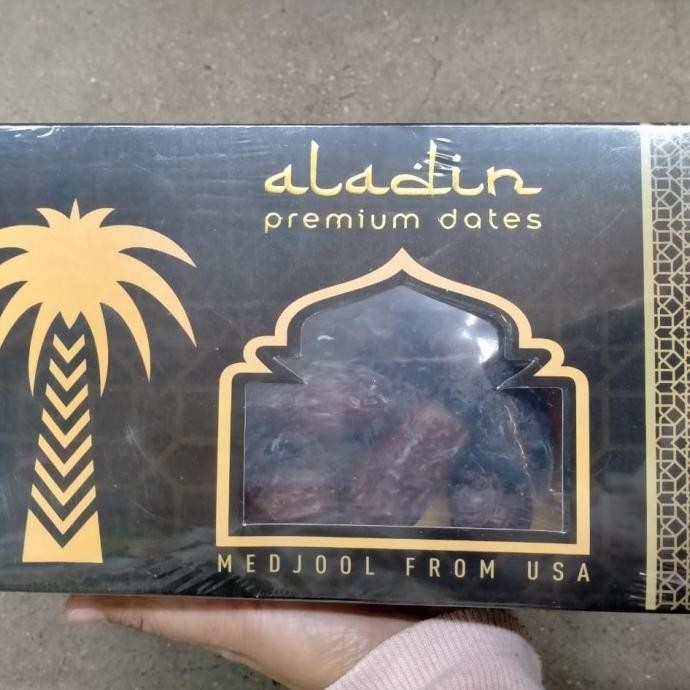 aladin
premium dates
MEDJOOL FROM USA